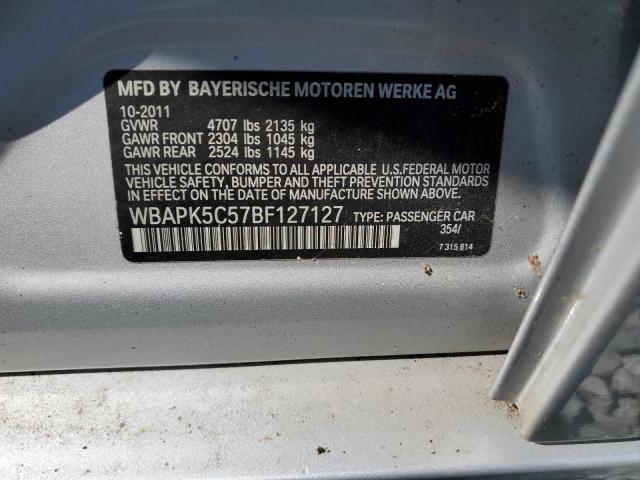 MFD BY BAYERISCHE MOTOREN WERKE AG
10-2011
GVWR 4707 lbs 2135 kg
GAWR FRONT 2304 lbs 1045 kg
GAWR REAR 2524 lbs 1145 kg
THIS VEHICLE CONFORMS TO ALL APPLICABLE U.S.FEDERAL MOTOR
VEHICLE SAFETY, BUMPER, AND THEFT PREVENTION STANDARDS
IN EFFECT ON THE DATE OF MANUFACTURE SHOWN ABOVE.
WBAPK5C57BF127127 TYPE: PASSENGER CAR
354/
7 315 814